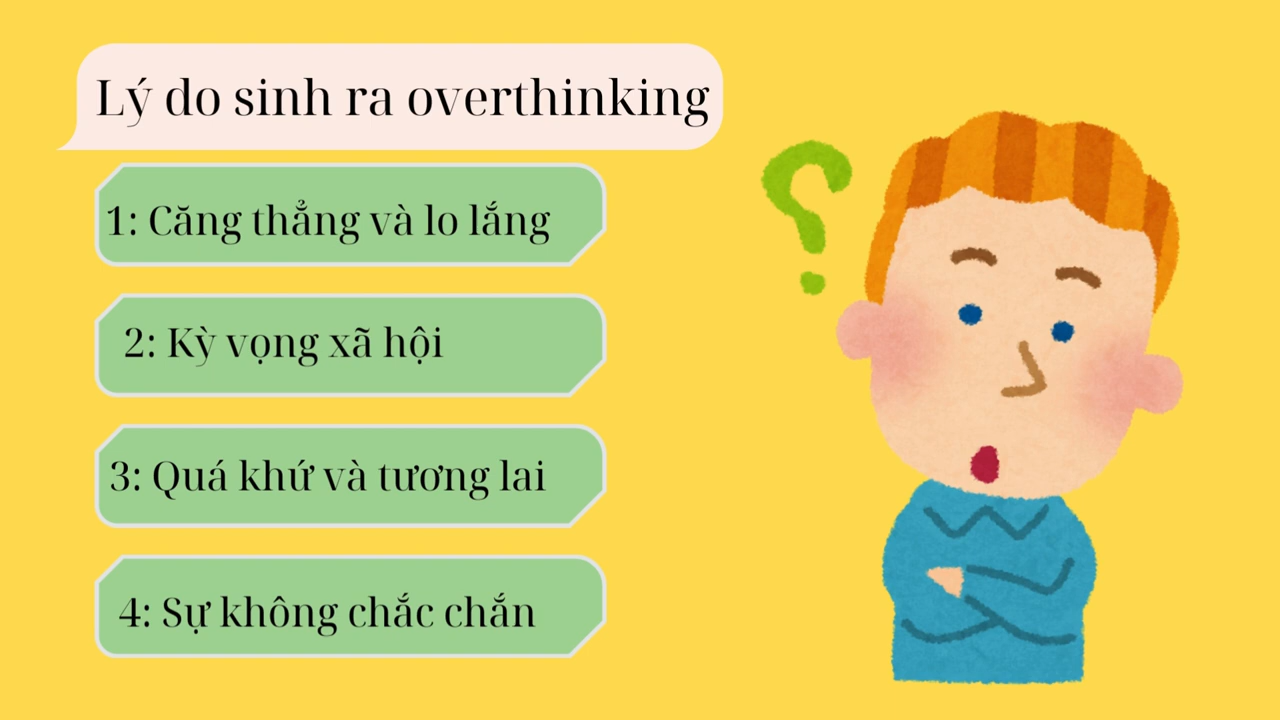 Lý do sinh ra overthinking
1: Căng thẳng và lo lắng
2: Kỳ vọng xã hội
3: Quá khứ và tương lai
4: Sự không chắc chắn